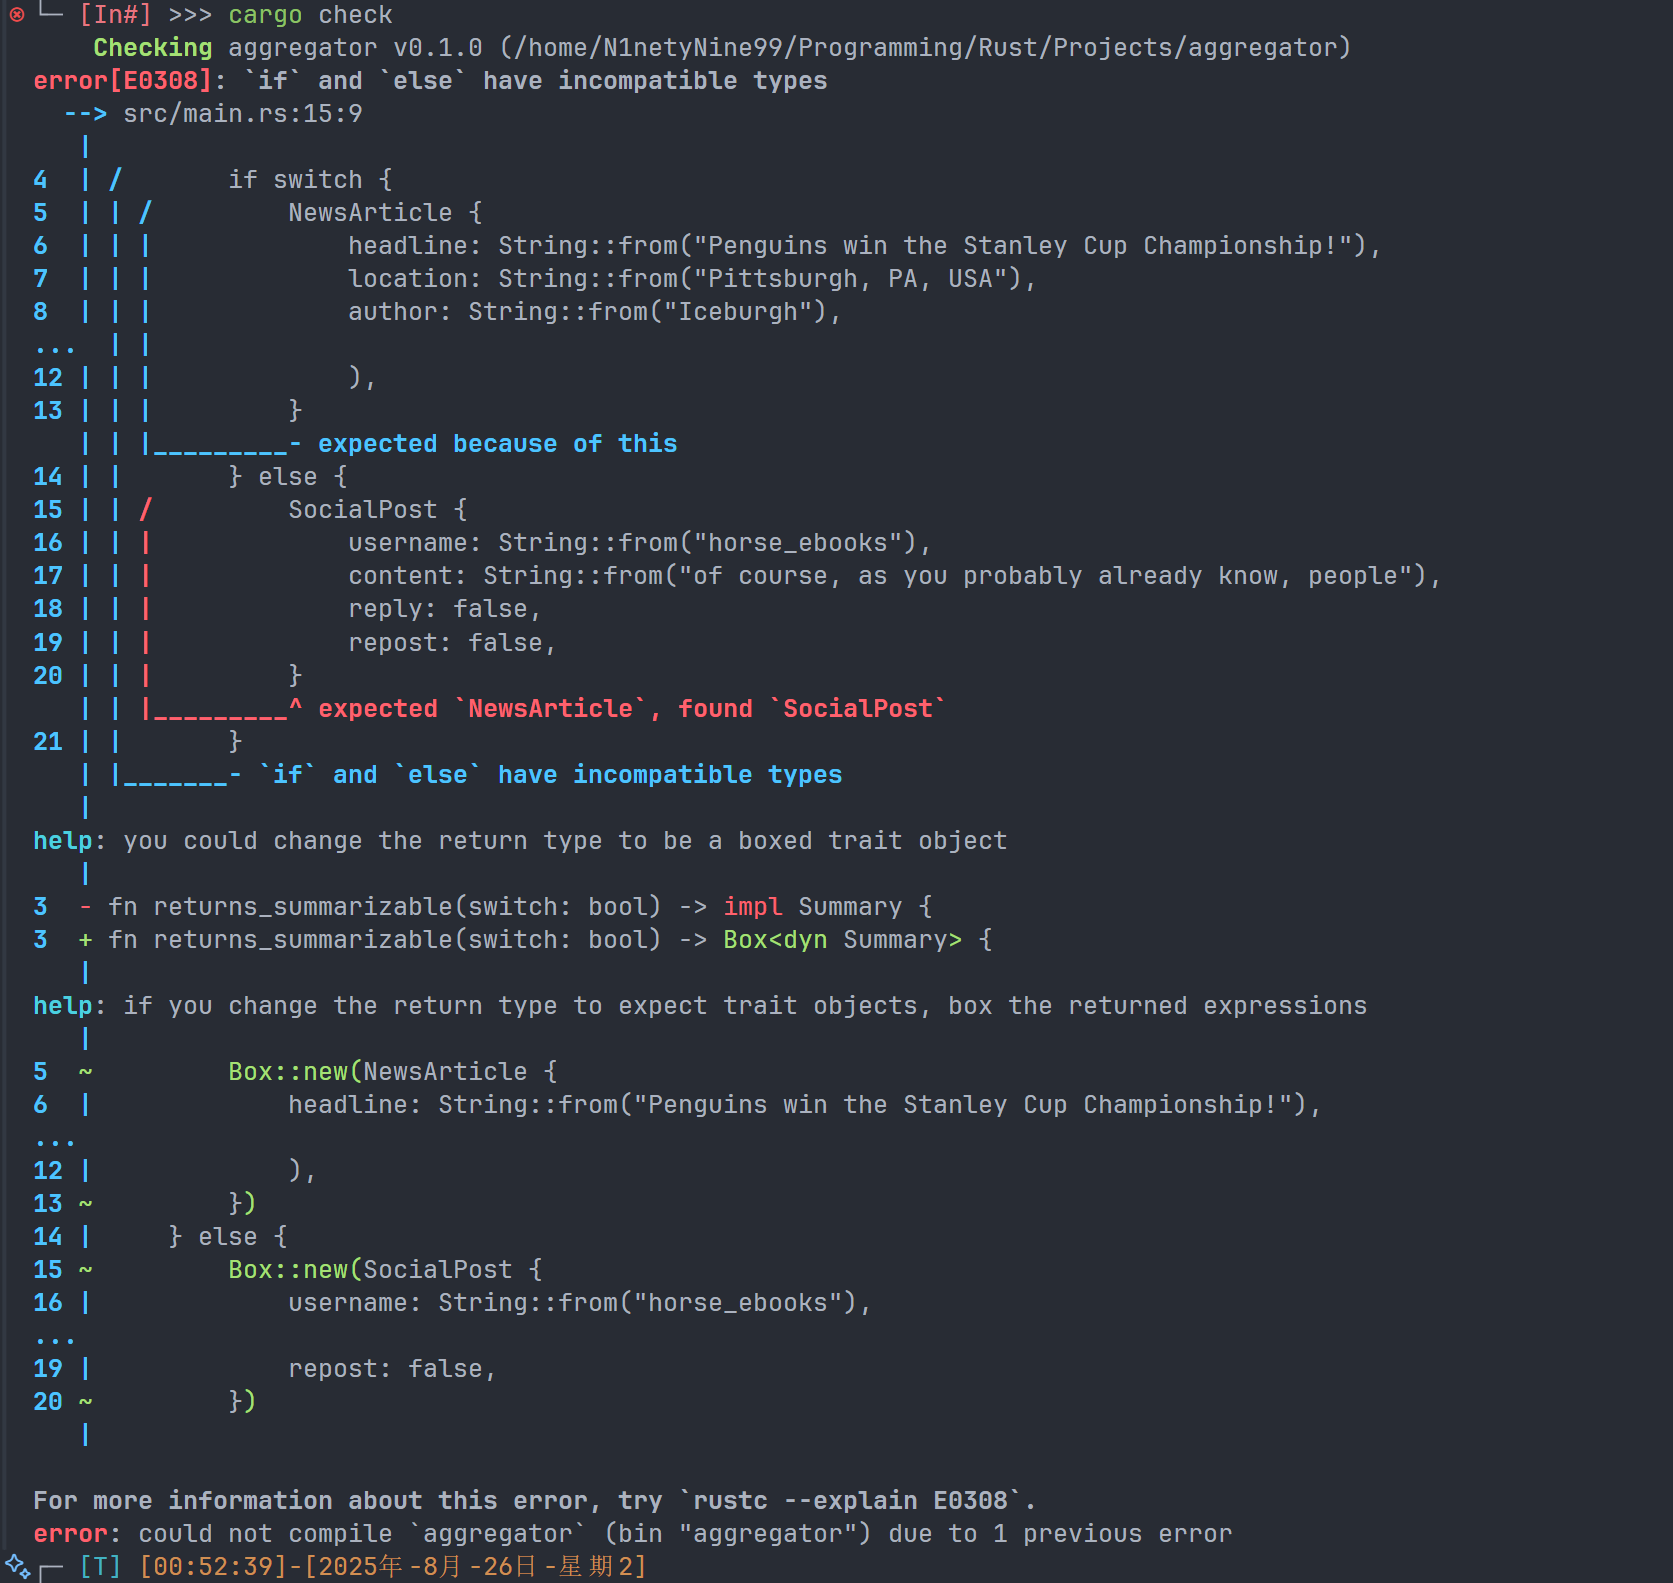 └─ [In#] >>> cargo check
    Checking aggregator v0.1.0 (/home/N1netyNine99/Programming/Rust/Projects/aggregator)
error[E0308]: `if` and `else` have incompatible types
  --> src/main.rs:15:9
   |
4  | /       if switch {
5  | | /         NewsArticle {
6  | | |             headline: String::from("Penguins win the Stanley Cup Championship!"),
7  | | |             location: String::from("Pittsburgh, PA, USA"),
8  | | |             author: String::from("Iceburgh"),
...  | |
12 | | |             ),
13 | | |         }
   | | |_________- expected because of this
14 | |       } else {
15 | | /         SocialPost {
16 | | |             username: String::from("horse_ebooks"),
17 | | |             content: String::from("of course, as you probably already know, people"),
18 | | |             reply: false,
19 | | |             repost: false,
20 | | |         }
   | | |_________^ expected `NewsArticle`, found `SocialPost`
21 | |       }
   | |_______- `if` and `else` have incompatible types
   |
help: you could change the return type to be a boxed trait object
   |
3  - fn returns_summarizable(switch: bool) -> impl Summary {
3  + fn returns_summarizable(switch: bool) -> Box<dyn Summary> {
   |
help: if you change the return type to expect trait objects, box the returned expressions
   |
5  ~         Box::new(NewsArticle {
6  |             headline: String::from("Penguins win the Stanley Cup Championship!"),
...
12 |             ),
13 ~         })
14 |     } else {
15 ~         Box::new(SocialPost {
16 |             username: String::from("horse_ebooks"),
...
19 |             repost: false,
20 ~         })
   |
For more information about this error, try `rustc --explain E0308`.
error: could not compile `aggregator` (bin "aggregator") due to 1 previous error
┌─ [T] [00:52:39]-[2025年-8月-26日-星期2]